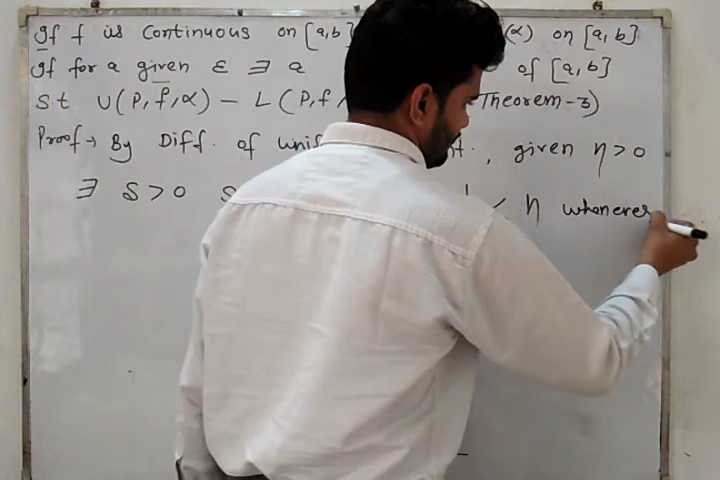 If f is Continuous on [a,b] (α) on [a, b]
If for a given ε ∃ a of [a,b]
S.t U(P,f,α) - L(P,f, Theorem-3)
Proof → By Diff. of uni t. , given η>0
∃ S>0 S < η whenever